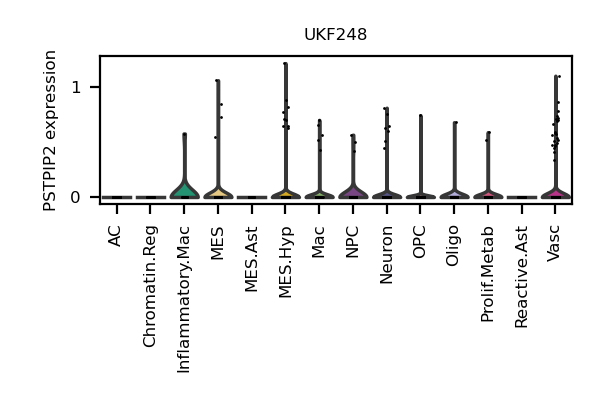 UKF248
PSTPIP2 expression
1
0
AC
Chromatin.Reg
Inflammatory.Mac
MES
MES.Ast
MES.Hyp
Mac
NPC
Neuron
OPC
Oligo
Prolif.Metab
Reactive.Ast
Vasc